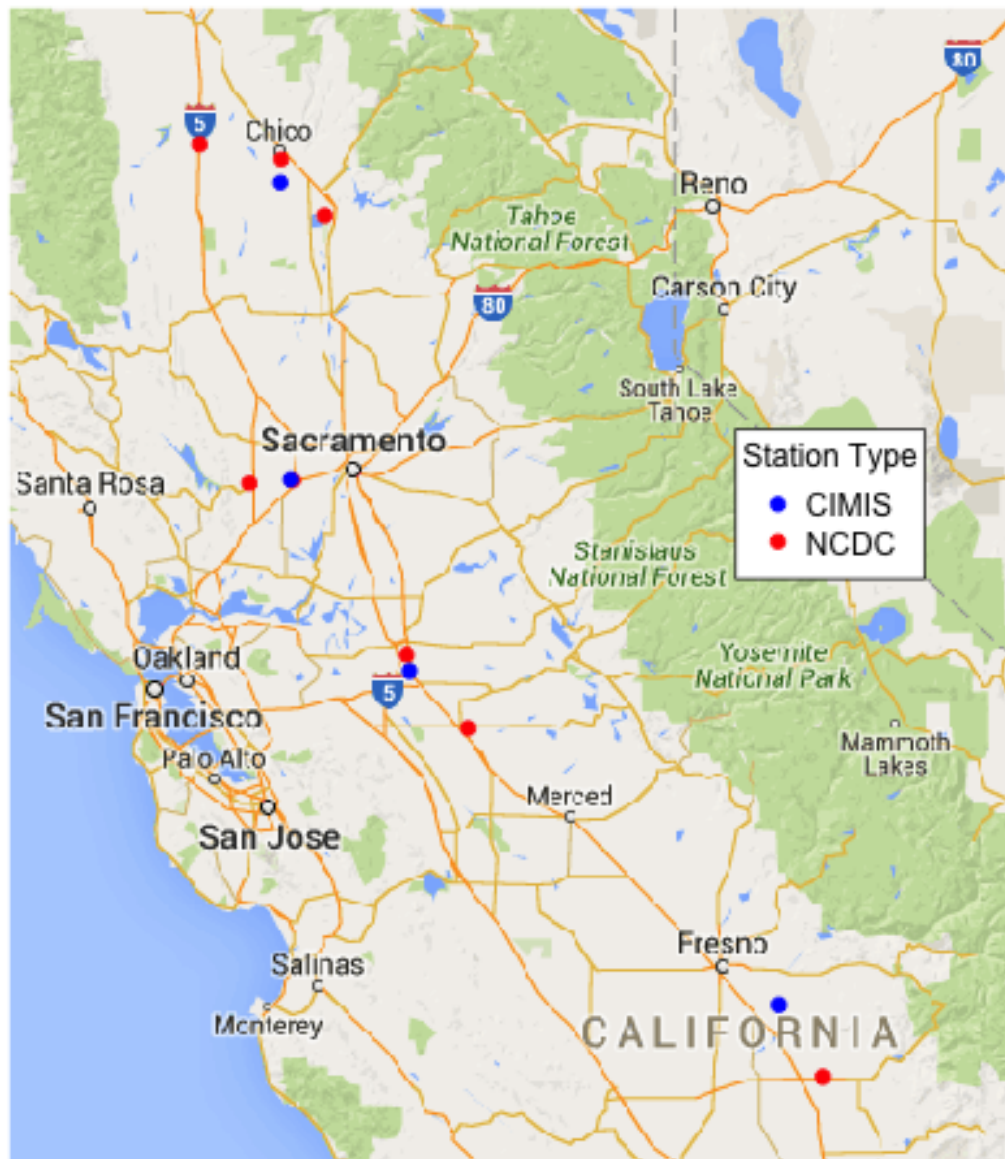 80
5
Chico
Reno
Tahoe
National Forest
Carson City
80
South Lake
Tahoe
Sacramento
Santa Rosa
Station Type
CIMIS
NCDC
Stanislaus
National Forest
Oakland
Yosemite
National Park
5
San Francisco
Palo Alto
Mammoth
Lakes
Merced
San Jose
Fresno
Salinas
Monterey
CALIFORNIA